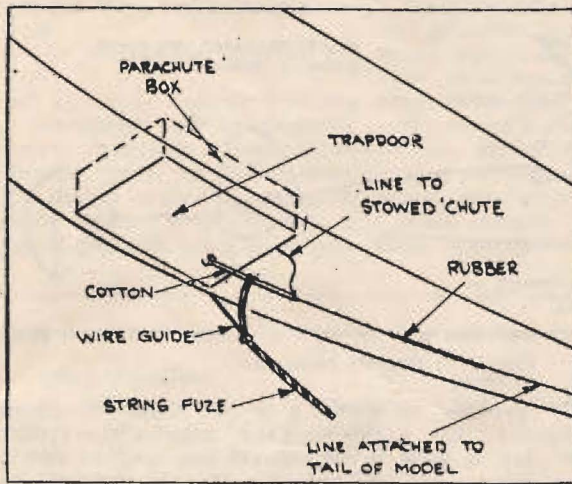 PARACHUTE
BOX
TRAPDOOR
LINE TO
STOWED 'CHUTE
RUBBER
COTTON
WIRE GUIDE
STRING FUZE
LINE ATTACHED TO
TAIL OF MODEL